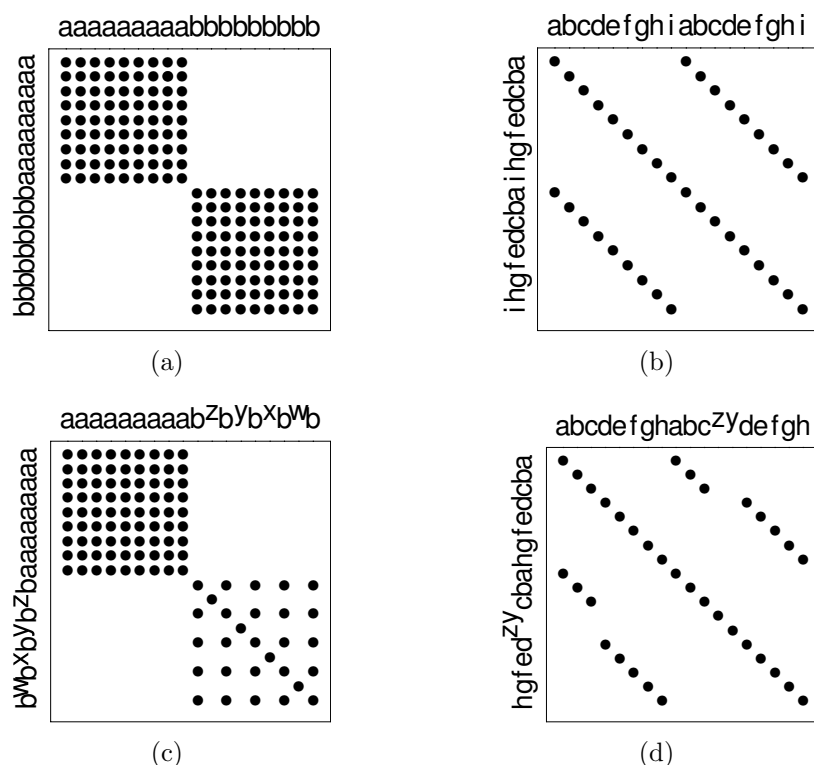 aaaaaaaaabbbbbbbbb
bbbbbbbbbaaaaaaaaa
(a)
abcdefghiabcdefghi
ihgfedcbaihgfedcba
(b)
aaaaaaaaabzbybxbwb
bwbxbybzbaaaaaaaaa
(c)
abcdefghabczydefgh
hgfedzycbahgfedcba
(d)